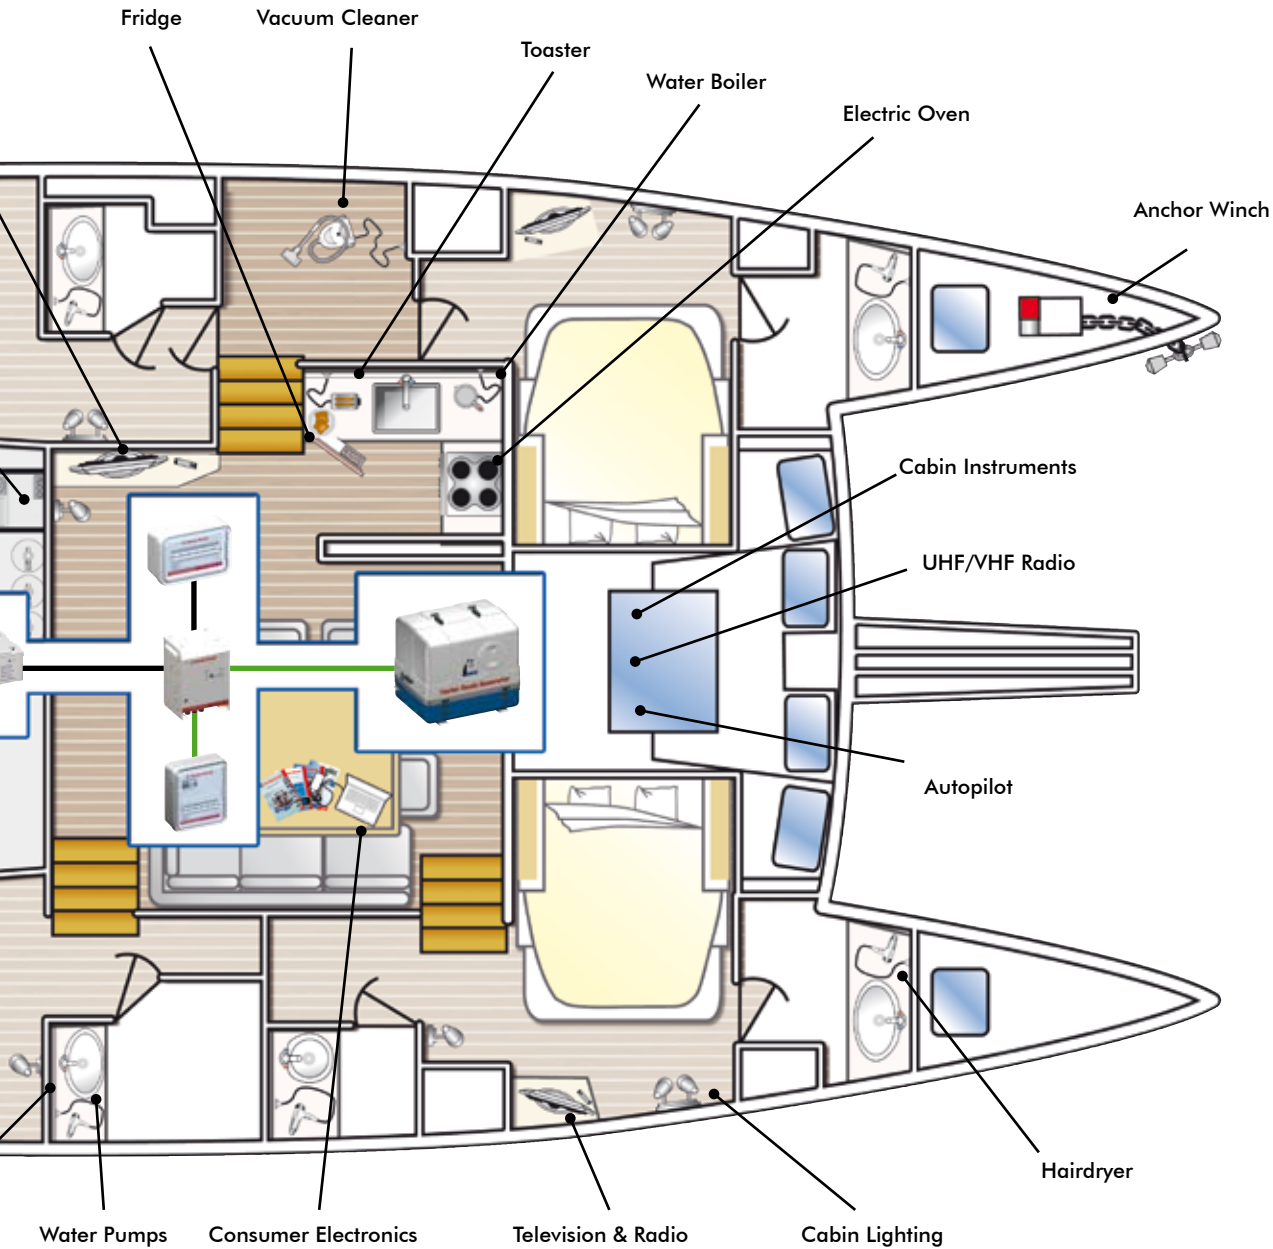 Fridge
Vacuum Cleaner
Toaster
Water Boiler
Electric Oven
Anchor Winch
Cabin Instruments
UHF/VHF Radio
Autopilot
Hairdryer
Water Pumps
Consumer Electronics
Television & Radio
Cabin Lighting